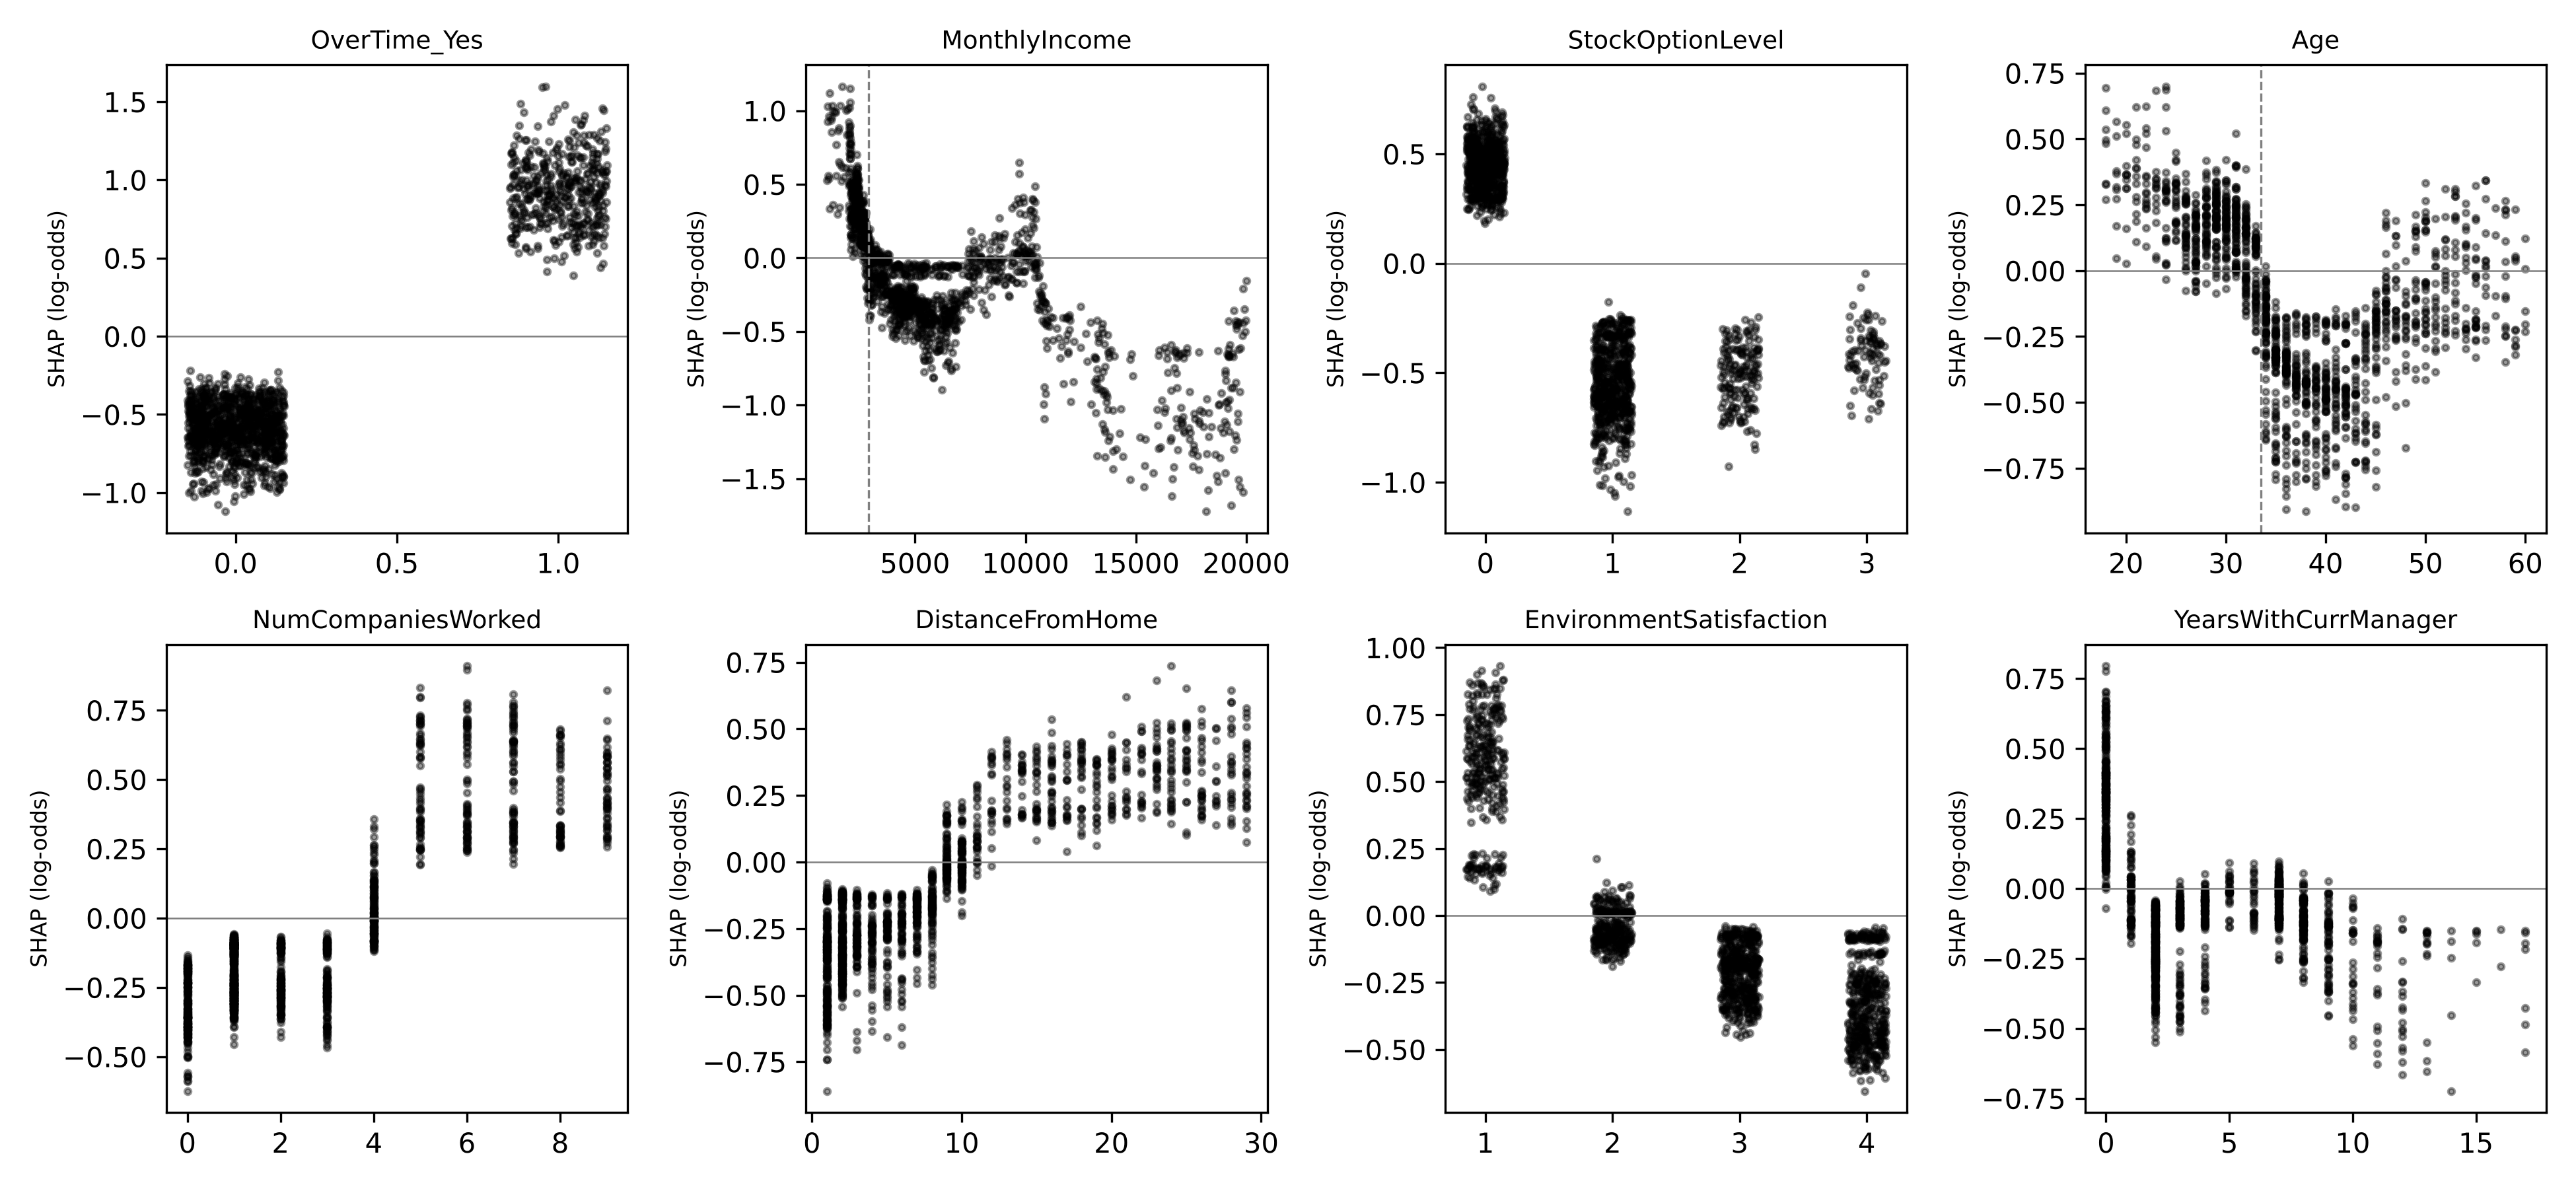 OverTime_Yes
SHAP (log-odds)
1.5
1.0
0.5
0.0
−0.5
−1.0
0.0 0.5 1.0
MonthlyIncome
SHAP (log-odds)
1.0
0.5
0.0
−0.5
−1.0
−1.5
5000 10000 15000 20000
StockOptionLevel
SHAP (log-odds)
0.5
0.0
−0.5
−1.0
0 1 2 3
Age
SHAP (log-odds)
0.75
0.50
0.25
0.00
−0.25
−0.50
−0.75
20 30 40 50 60
NumCompaniesWorked
SHAP (log-odds)
0.75
0.50
0.25
0.00
−0.25
−0.50
0 2 4 6 8
DistanceFromHome
SHAP (log-odds)
0.75
0.50
0.25
0.00
−0.25
−0.50
−0.75
0 10 20 30
EnvironmentSatisfaction
SHAP (log-odds)
1.00
0.75
0.50
0.25
0.00
−0.25
−0.50
1 2 3 4
YearsWithCurrManager
SHAP (log-odds)
0.75
0.50
0.25
0.00
−0.25
−0.50
−0.75
0 5 10 15